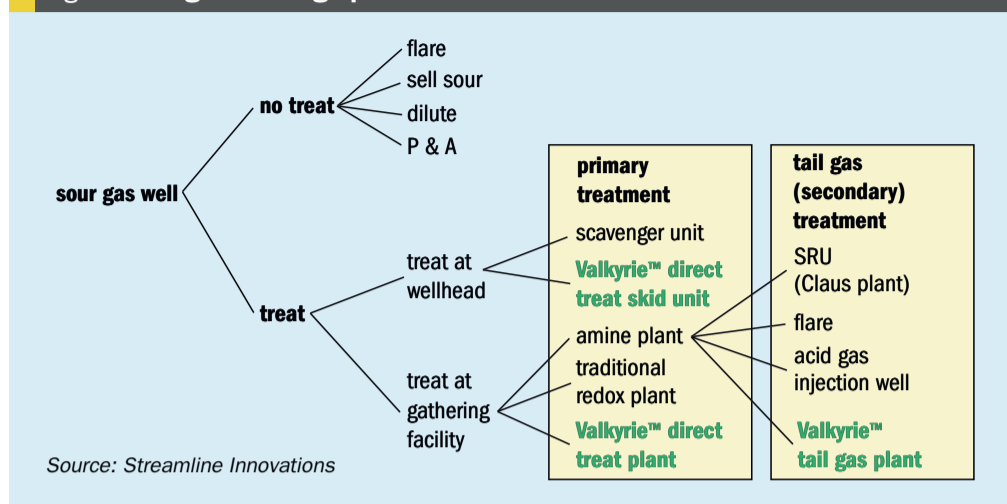 flare
sell sour
no treat
dilute
P & A
sour gas well
primary
treatment
tail gas
(secondary)
treatment
scavenger unit
treat at
wellhead
Valkyrie™ direct
treat skid unit
SRU
(Claus plant)
treat
amine plant
flare
traditional
redox plant
acid gas
injection well
treat at
gathering
facility
Valkyrie™ direct
treat plant
Valkyrie™
tail gas plant
Source: Streamline Innovations